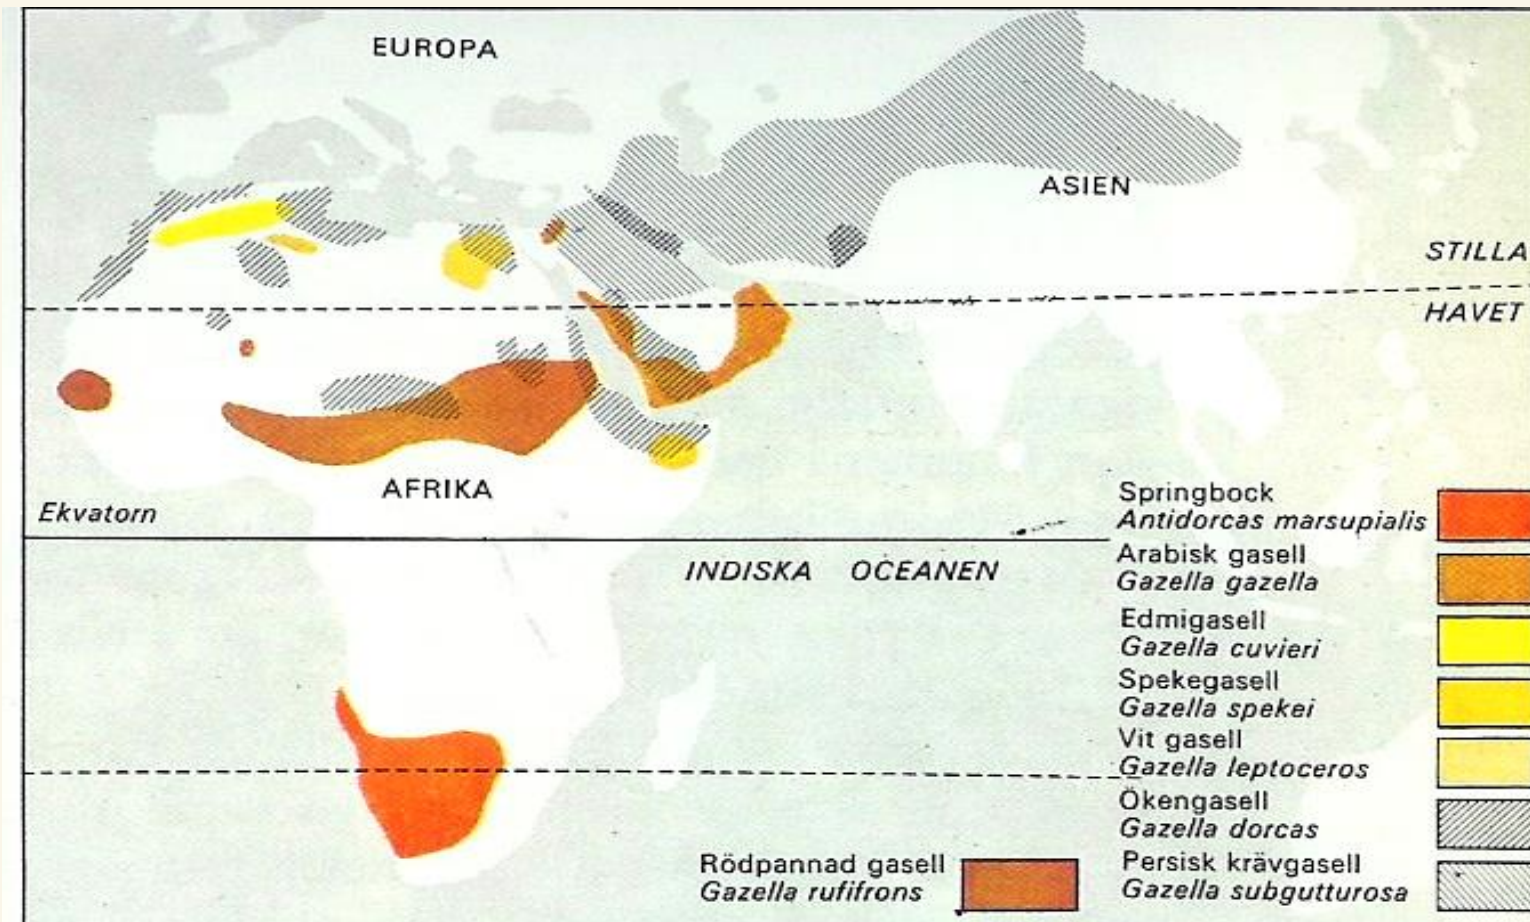 EUROPA
ASIEN
STILLA
HAVET
AFRIKA
Ekvatorn
INDISKA OCEANEN
Springbock
Antidorcas marsupialis
Arabisk gasell
Gazella gazella
Edmigasell
Gazella cuvieri
Spekegasell
Gazella spekei
Vit gasell
Gazella leptoceros
Ökengasell
Gazella dorcas
Persisk krävgasell
Gazella subgutturosa
Rödpannad gasell
Gazella rufifrons